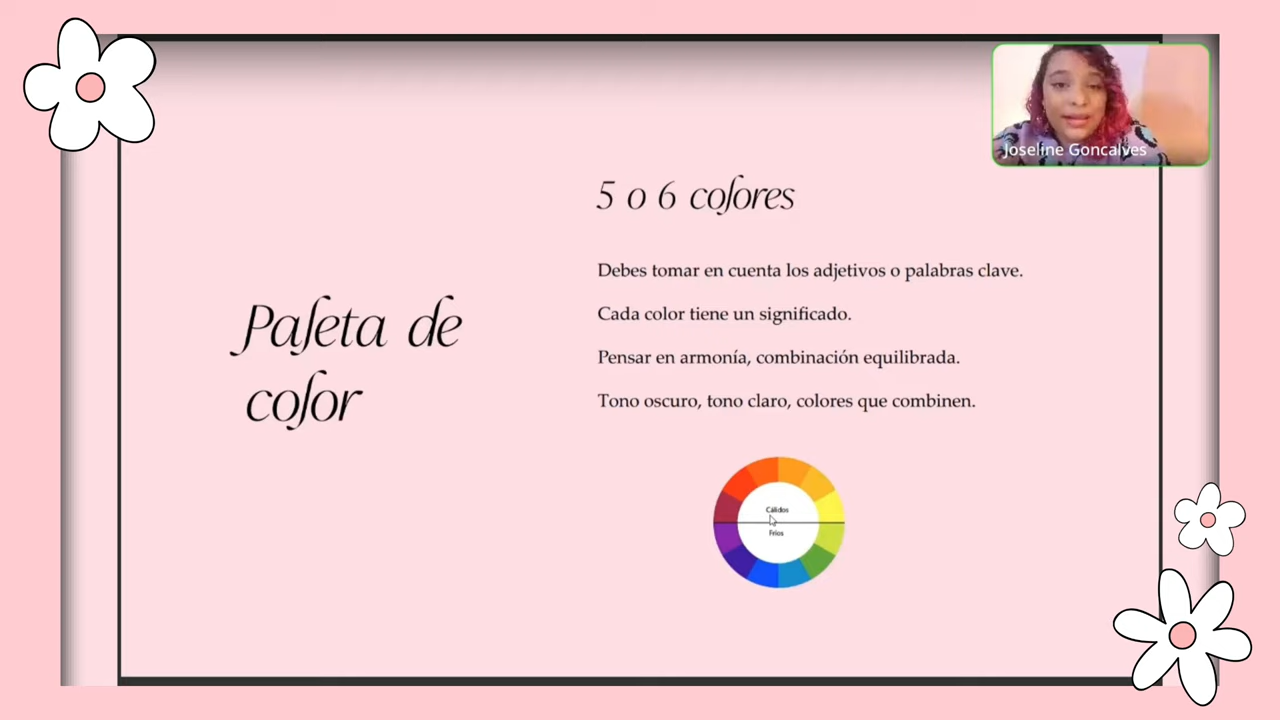 Joseline Goncalves
5 o 6 colores
Debes tomar en cuenta los adjetivos o palabras clave.
Cada color tiene un significado.
Paleta de
color
Pensar en armonía, combinación equilibrada.
Tono oscuro, tono claro, colores que combinen.
Cálidos
Fríos